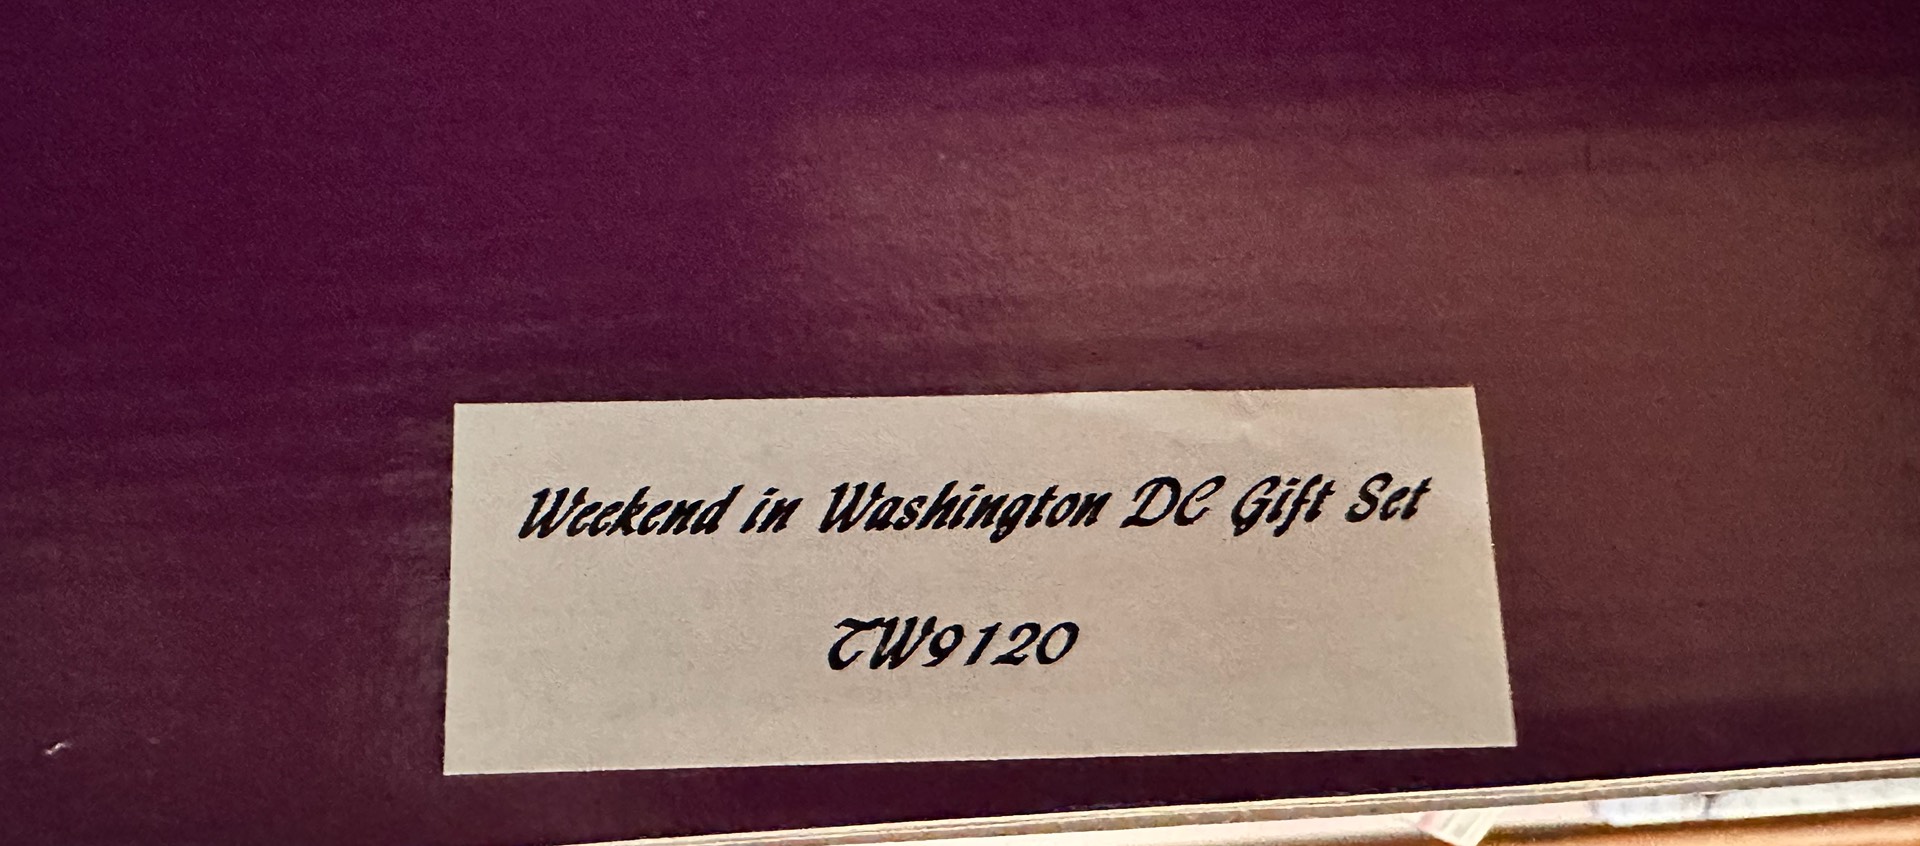 Weekend in Washington DC Gift Set
TW9120